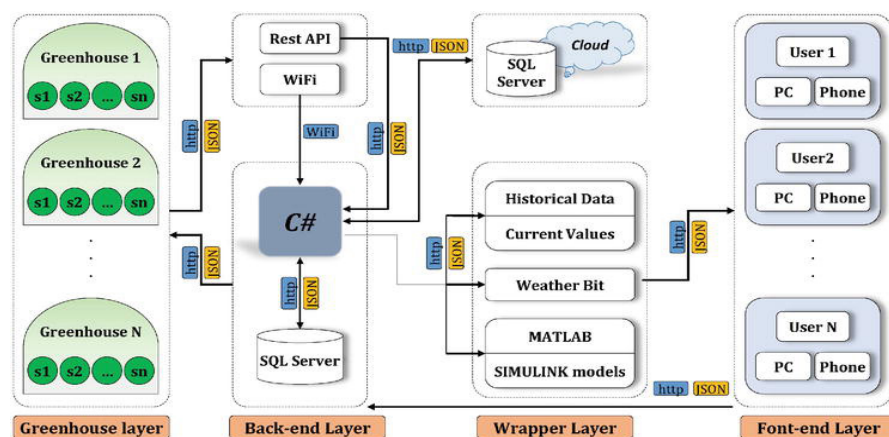 Greenhouse 1
s1 s2 ... sn
Greenhouse 2
s1 s2 ... sn
.
.
.
Greenhouse N
s1 s2 ... sn
Greenhouse layer
http JSON
http JSON
Rest API
WiFi
WiFi
http JSON
C#
http JSON
SQL Server
Back-end Layer
http JSON
SQL
Server
Cloud
http JSON
Historical Data
Current Values
Weather Bit
MATLAB
SIMULINK models
Wrapper Layer
http JSON
http JSON
User 1
PC Phone
User2
PC Phone
.
.
.
User N
PC Phone
Font-end Layer